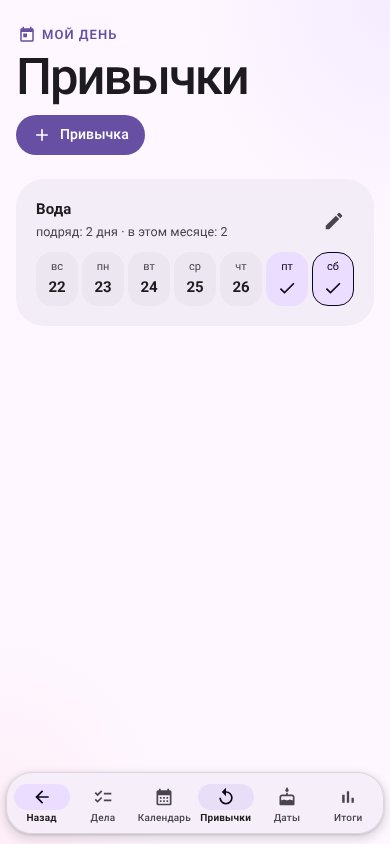 МОЙ ДЕНЬ
Привычки
Привычка
Вода
подряд: 2 дня · в этом месяце: 2
вс пн вт ср чт пт сб
22 23 24 25 26
Назад Дела Календарь Привычки Даты Итоги